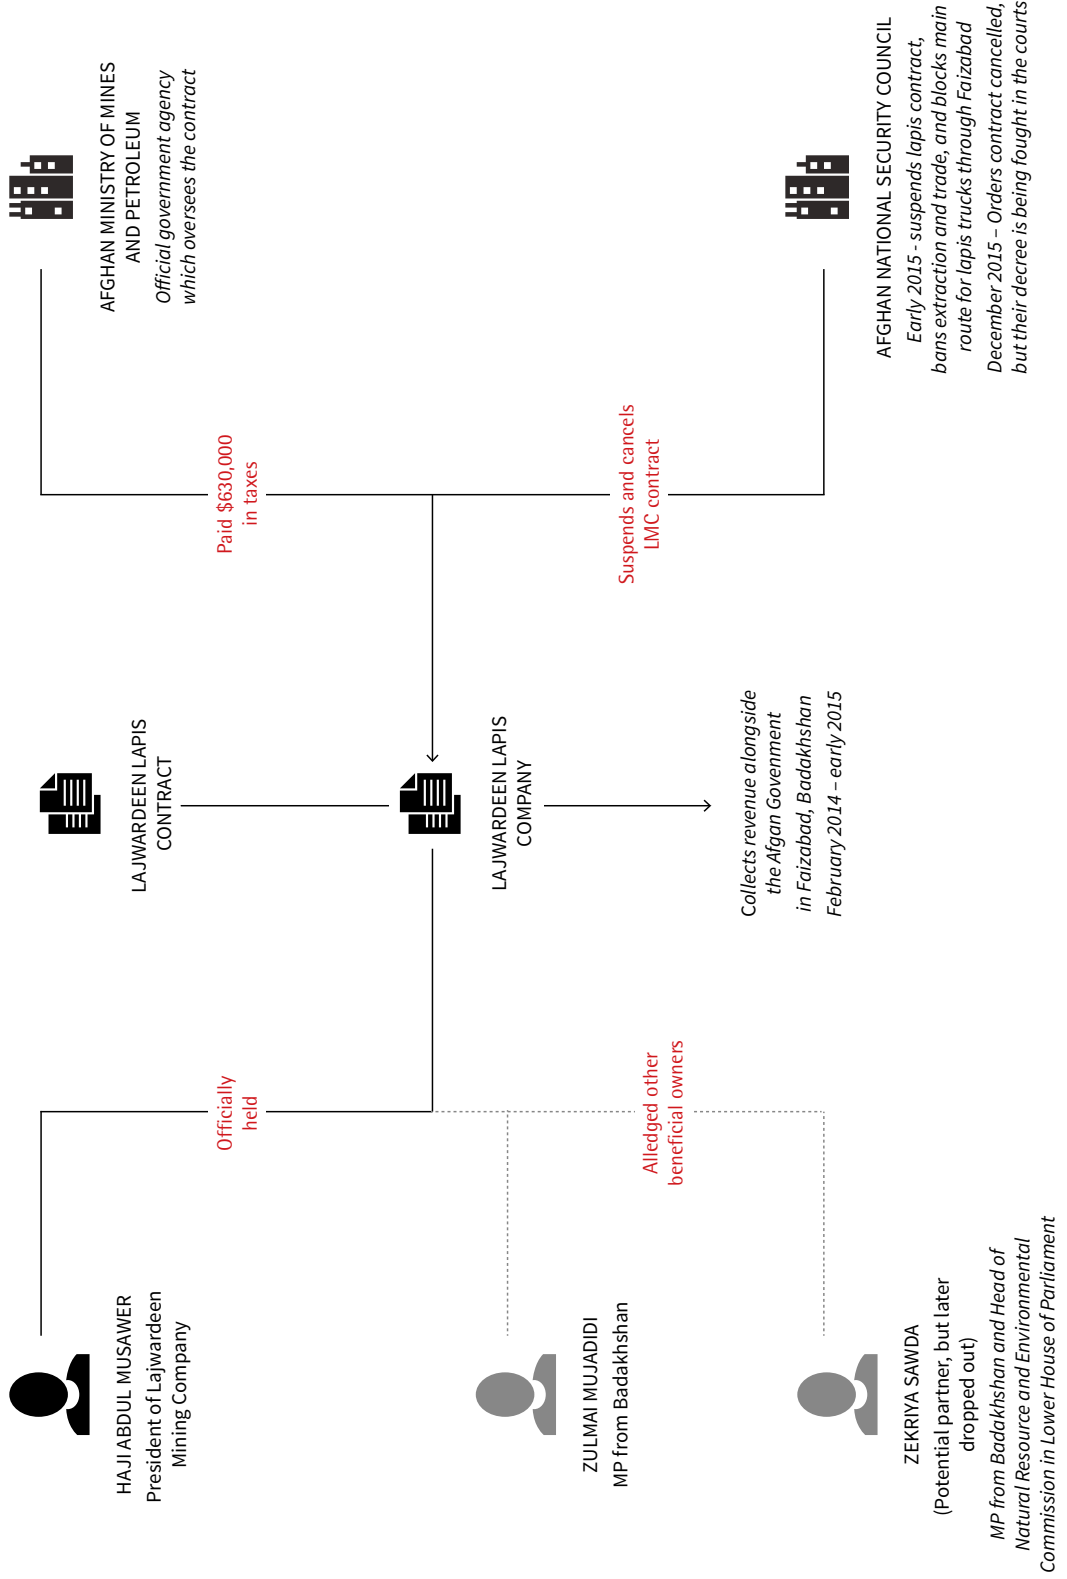 HAJI ABDUL MUSAWER
President of Lajwardeen
Mining Company
Officially
held
ZULMAI MUJADIDI
MP from Badakhshan
Alledged other
beneficial owners
ZEKRIYA SAWDA
(Potential partner, but later
dropped out)
MP from Badakhshan and Head of
Natural Resource and Environmental
Commission in Lower House of Parliament
LAJWARDEEN LAPIS
CONTRACT
LAJWARDEEN LAPIS
COMPANY
Collects revenue alongside
the Afgan Govenment
in Faizabad, Badakhshan
February 2014 – early 2015
AFGHAN MINISTRY OF MINES
AND PETROLEUM
Official government agency
which oversees the contract
Paid $630,000
in taxes
Suspends and cancels
LMC contract
AFGHAN NATIONAL SECURITY COUNCIL
Early 2015 - suspends lapis contract,
bans extraction and trade, and blocks main
route for lapis trucks through Faizabad
December 2015 – Orders contract cancelled,
but their decree is being fought in the courts